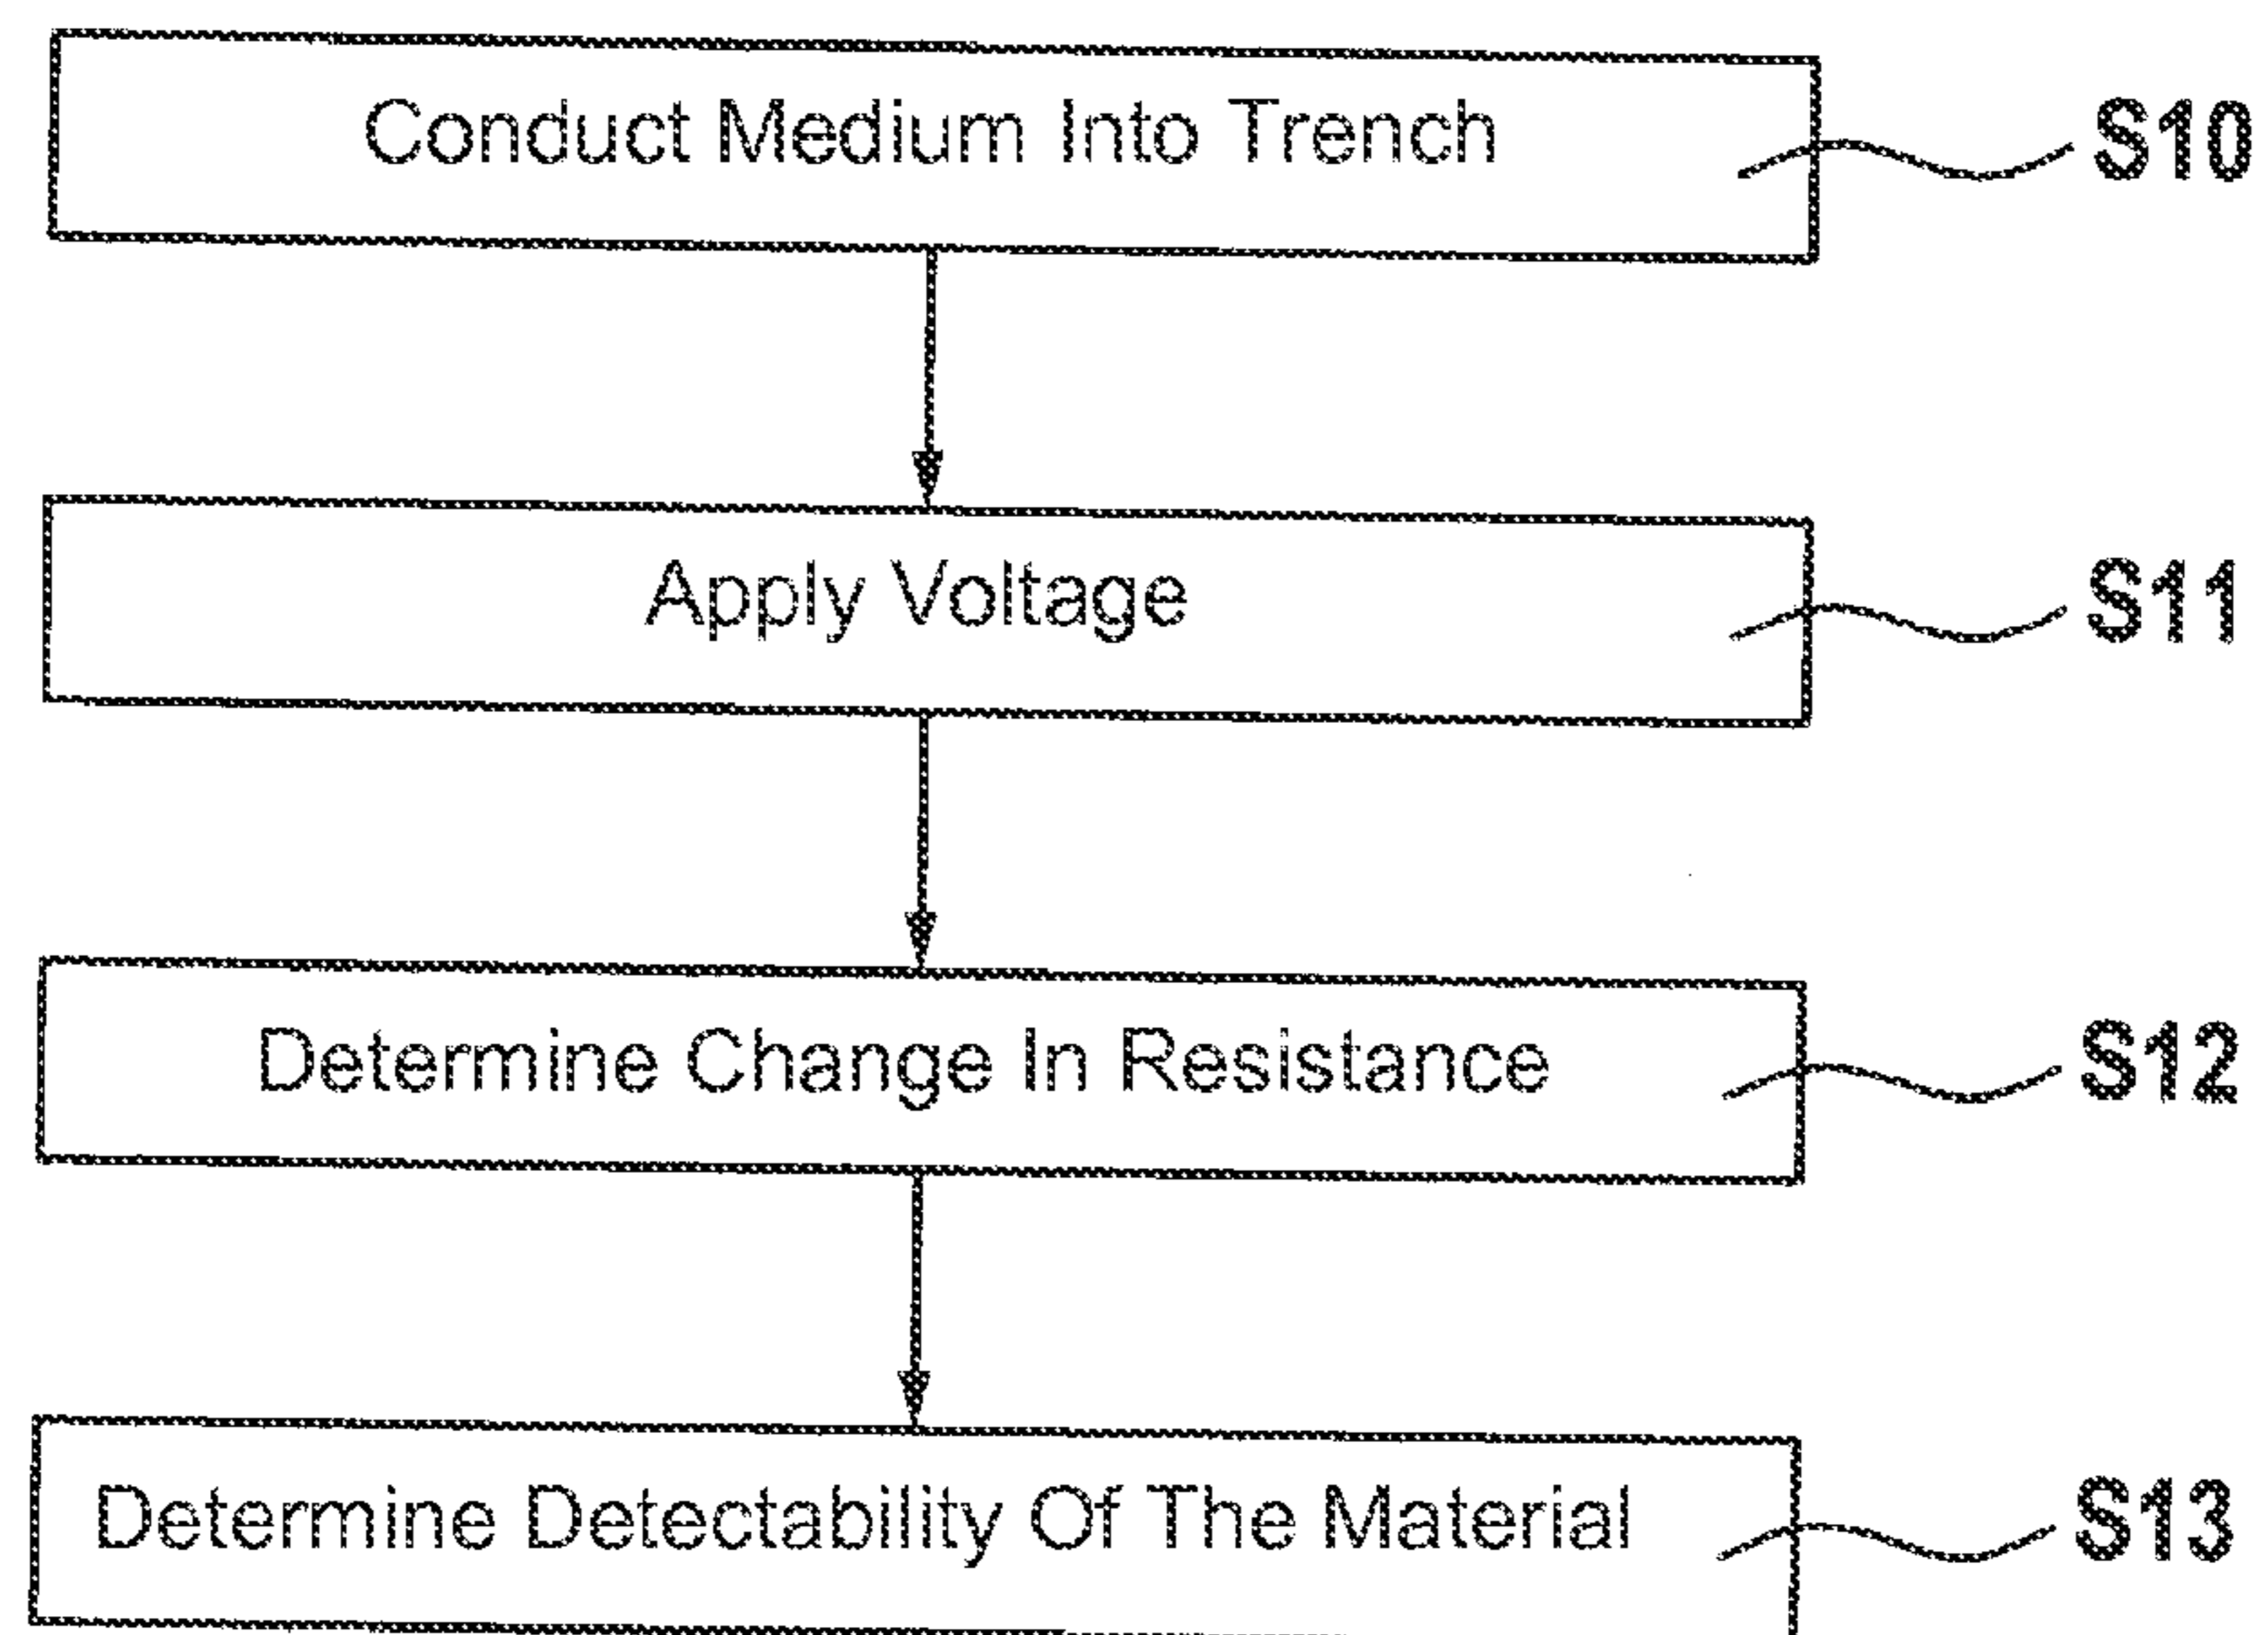 Conduct Medium Into Trench S10
Apply Voltage S11
Determine Change In Resistance S12
Determine Detectability Of The Material S13